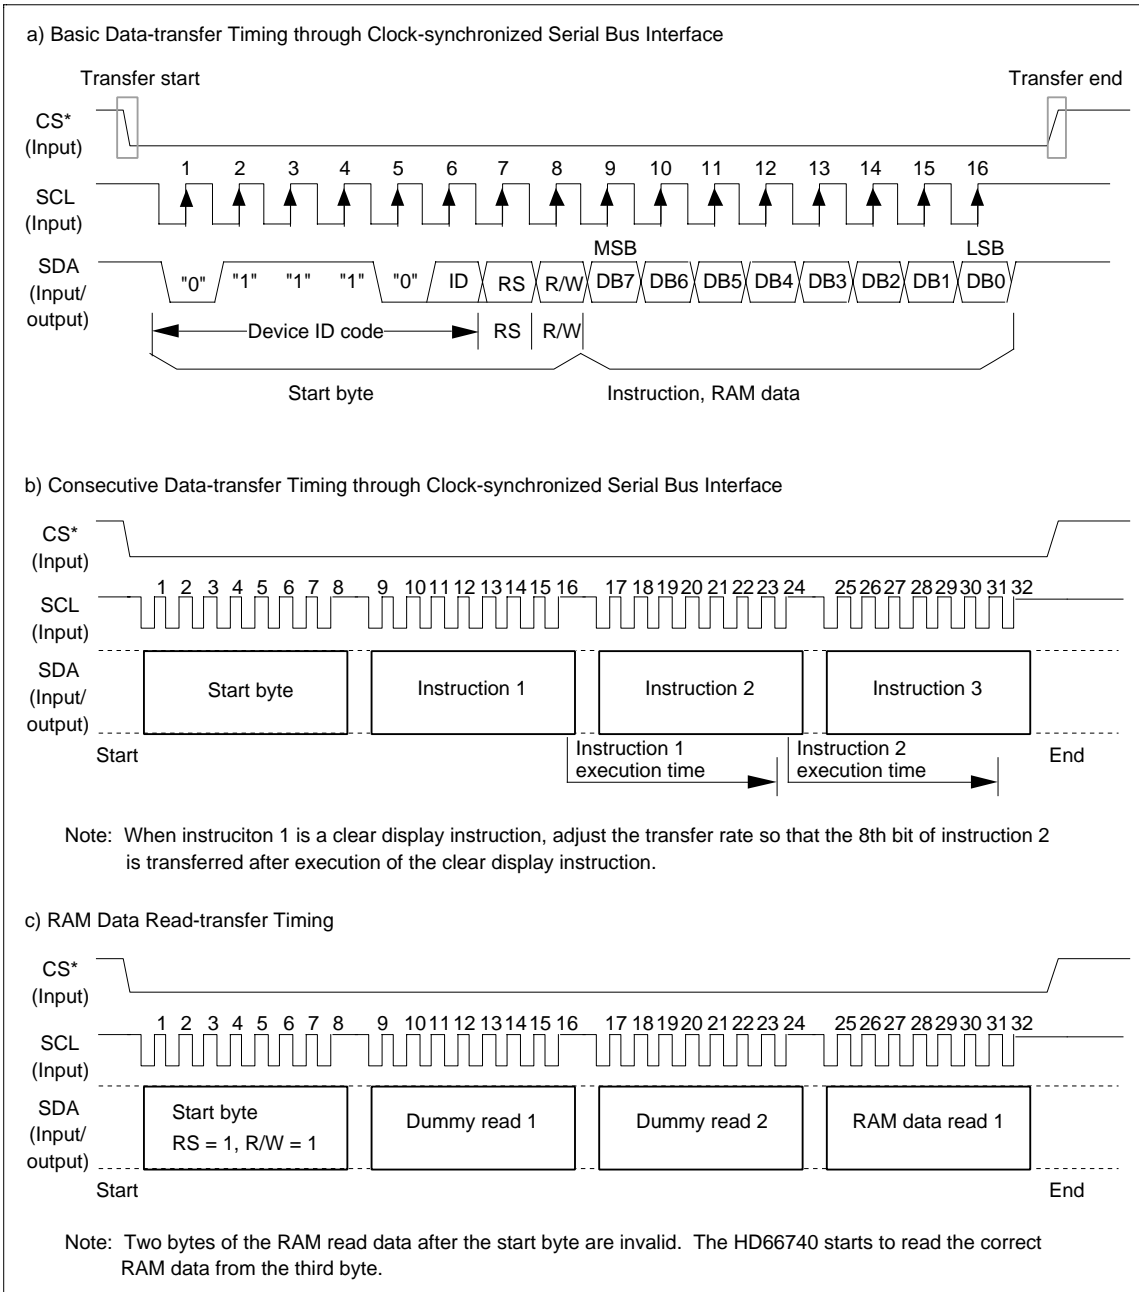 a) Basic Data-transfer Timing through Clock-synchronized Serial Bus Interface
Transfer start
Transfer end
CS*
(Input)
1 2 3 4 5 6 7 8 9 10 11 12 13 14 15 16
SCL
(Input)
MSB LSB
SDA
(Input/
output)
"0" "1" "1" "1" "0" ID RS R/W DB7 DB6 DB5 DB4 DB3 DB2 DB1 DB0
Device ID code RS R/W
Start byte Instruction, RAM data
b) Consecutive Data-transfer Timing through Clock-synchronized Serial Bus Interface
CS*
(Input)
1 2 3 4 5 6 7 8 9 10 11 12 13 14 15 16 17 18 19 20 21 22 23 24 25 26 27 28 29 30 31 32
SCL
(Input)
SDA
(Input/
output)
Start byte Instruction 1 Instruction 2 Instruction 3
Start
Instruction 1
execution time
Instruction 2
execution time
End
Note: When instruciton 1 is a clear display instruction, adjust the transfer rate so that the 8th bit of instruction 2
is transferred after execution of the clear display instruction.
c) RAM Data Read-transfer Timing
CS*
(Input)
1 2 3 4 5 6 7 8 9 10 11 12 13 14 15 16 17 18 19 20 21 22 23 24 25 26 27 28 29 30 31 32
SCL
(Input)
SDA
(Input/
output)
Start byte
RS = 1, R/W = 1
Dummy read 1 Dummy read 2 RAM data read 1
Start End
Note: Two bytes of the RAM read data after the start byte are invalid. The HD66740 starts to read the correct
RAM data from the third byte.